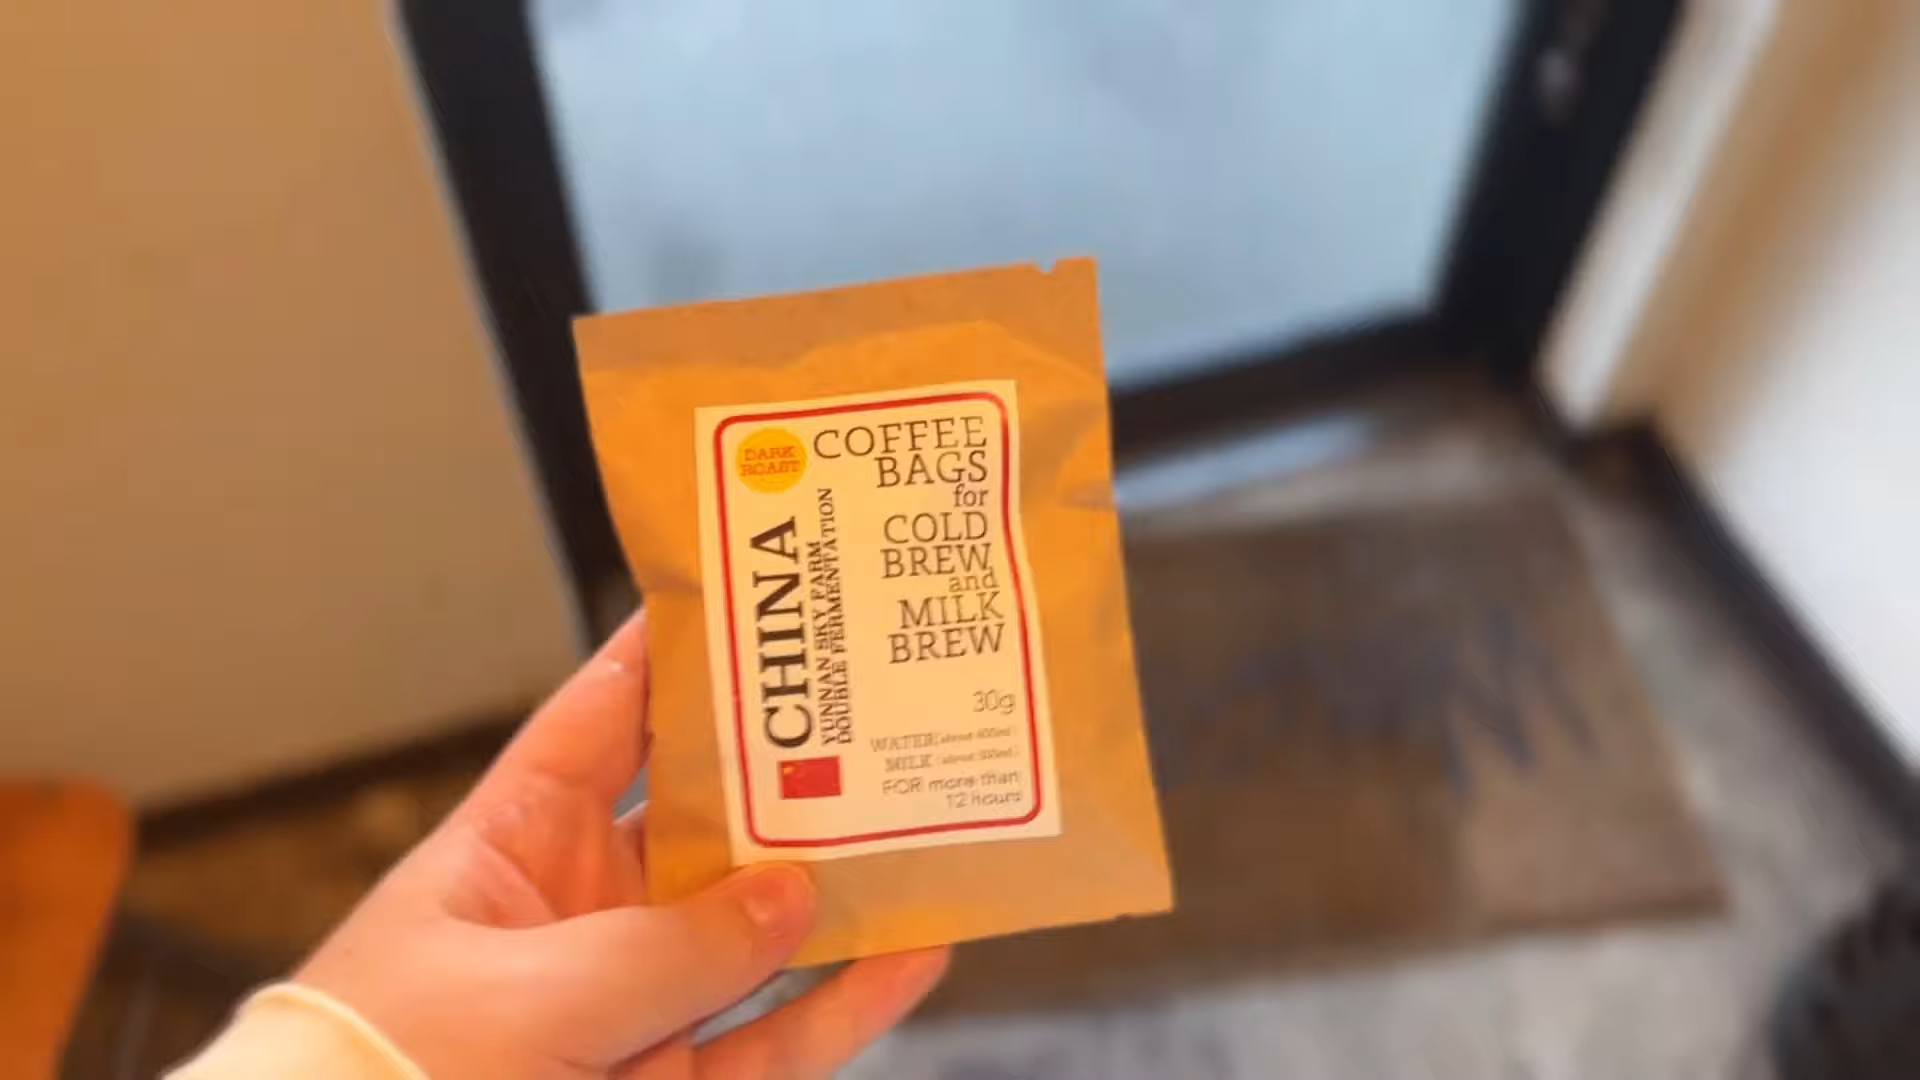 DARK
ROAST
COFFEE
BAGS
for
COLD
BREW
and
MILK
BREW
CHINA
YUNNAN SKY FARM
DOUBLE FERMENTATION
30g
WATER
MILK
FOR more than
12 hours